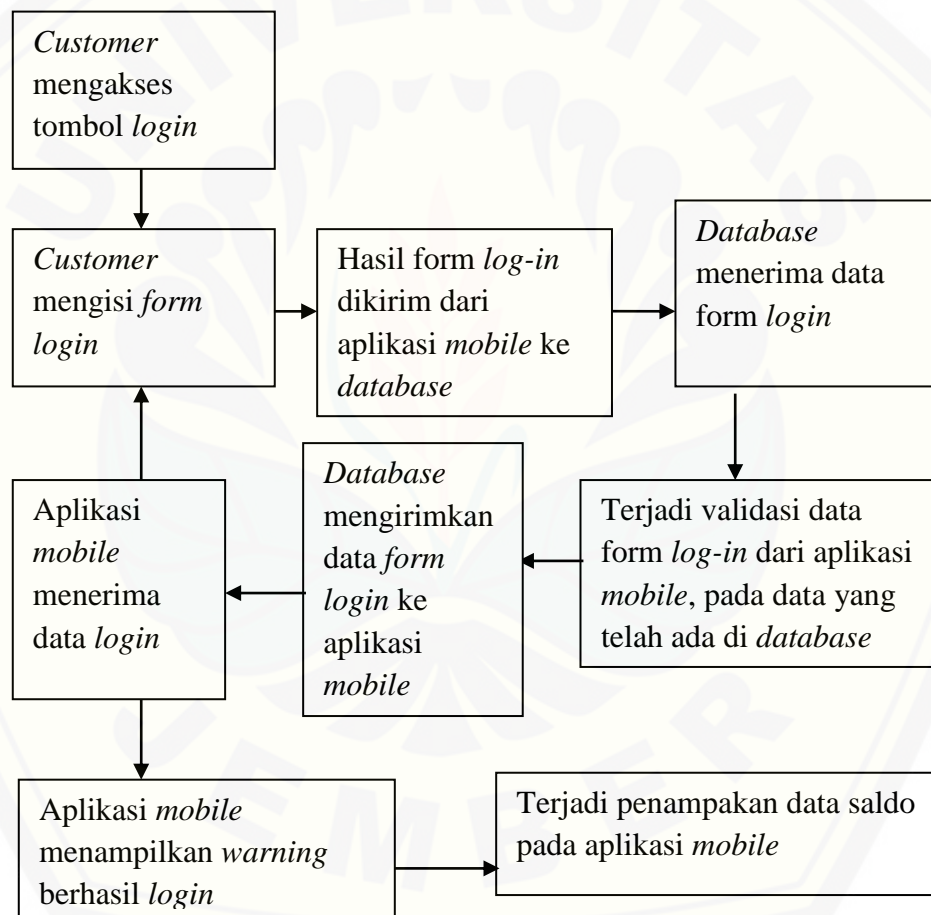 Customer
mengakses
tombol login
Customer
mengisi form
login
Hasil form log-in
dikirim dari
aplikasi mobile ke
database
Database
menerima data
form login
Aplikasi
mobile
menerima
data login
Database
mengirimkan
data form
login ke
aplikasi
mobile
Terjadi validasi data
form log-in dari aplikasi
mobile, pada data yang
telah ada di database
Aplikasi mobile
menampilkan warning
berhasil login
Terjadi penampakan data saldo
pada aplikasi mobile
UNIVERSITAS
JEMBER